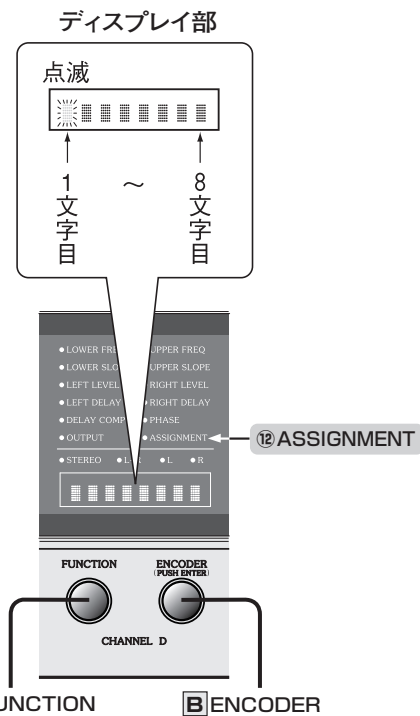 ディスプレイ部
点滅
1文字目
～
8文字目
● LOWER FRE UPPER FREQ
● LOWER SLO UPPER SLOPE
● LEFT LEVEL RIGHT LEVEL
● LEFT DELAY RIGHT DELAY
● DELAY COMP ● PHASE
● OUTPUT ● ASSIGNMENT
⑫ASSIGNMENT
● STEREO ● L ● L ● R
FUNCTION ENCODER
(PUSH ENTER)
CHANNEL D
UNCTION B ENCODER